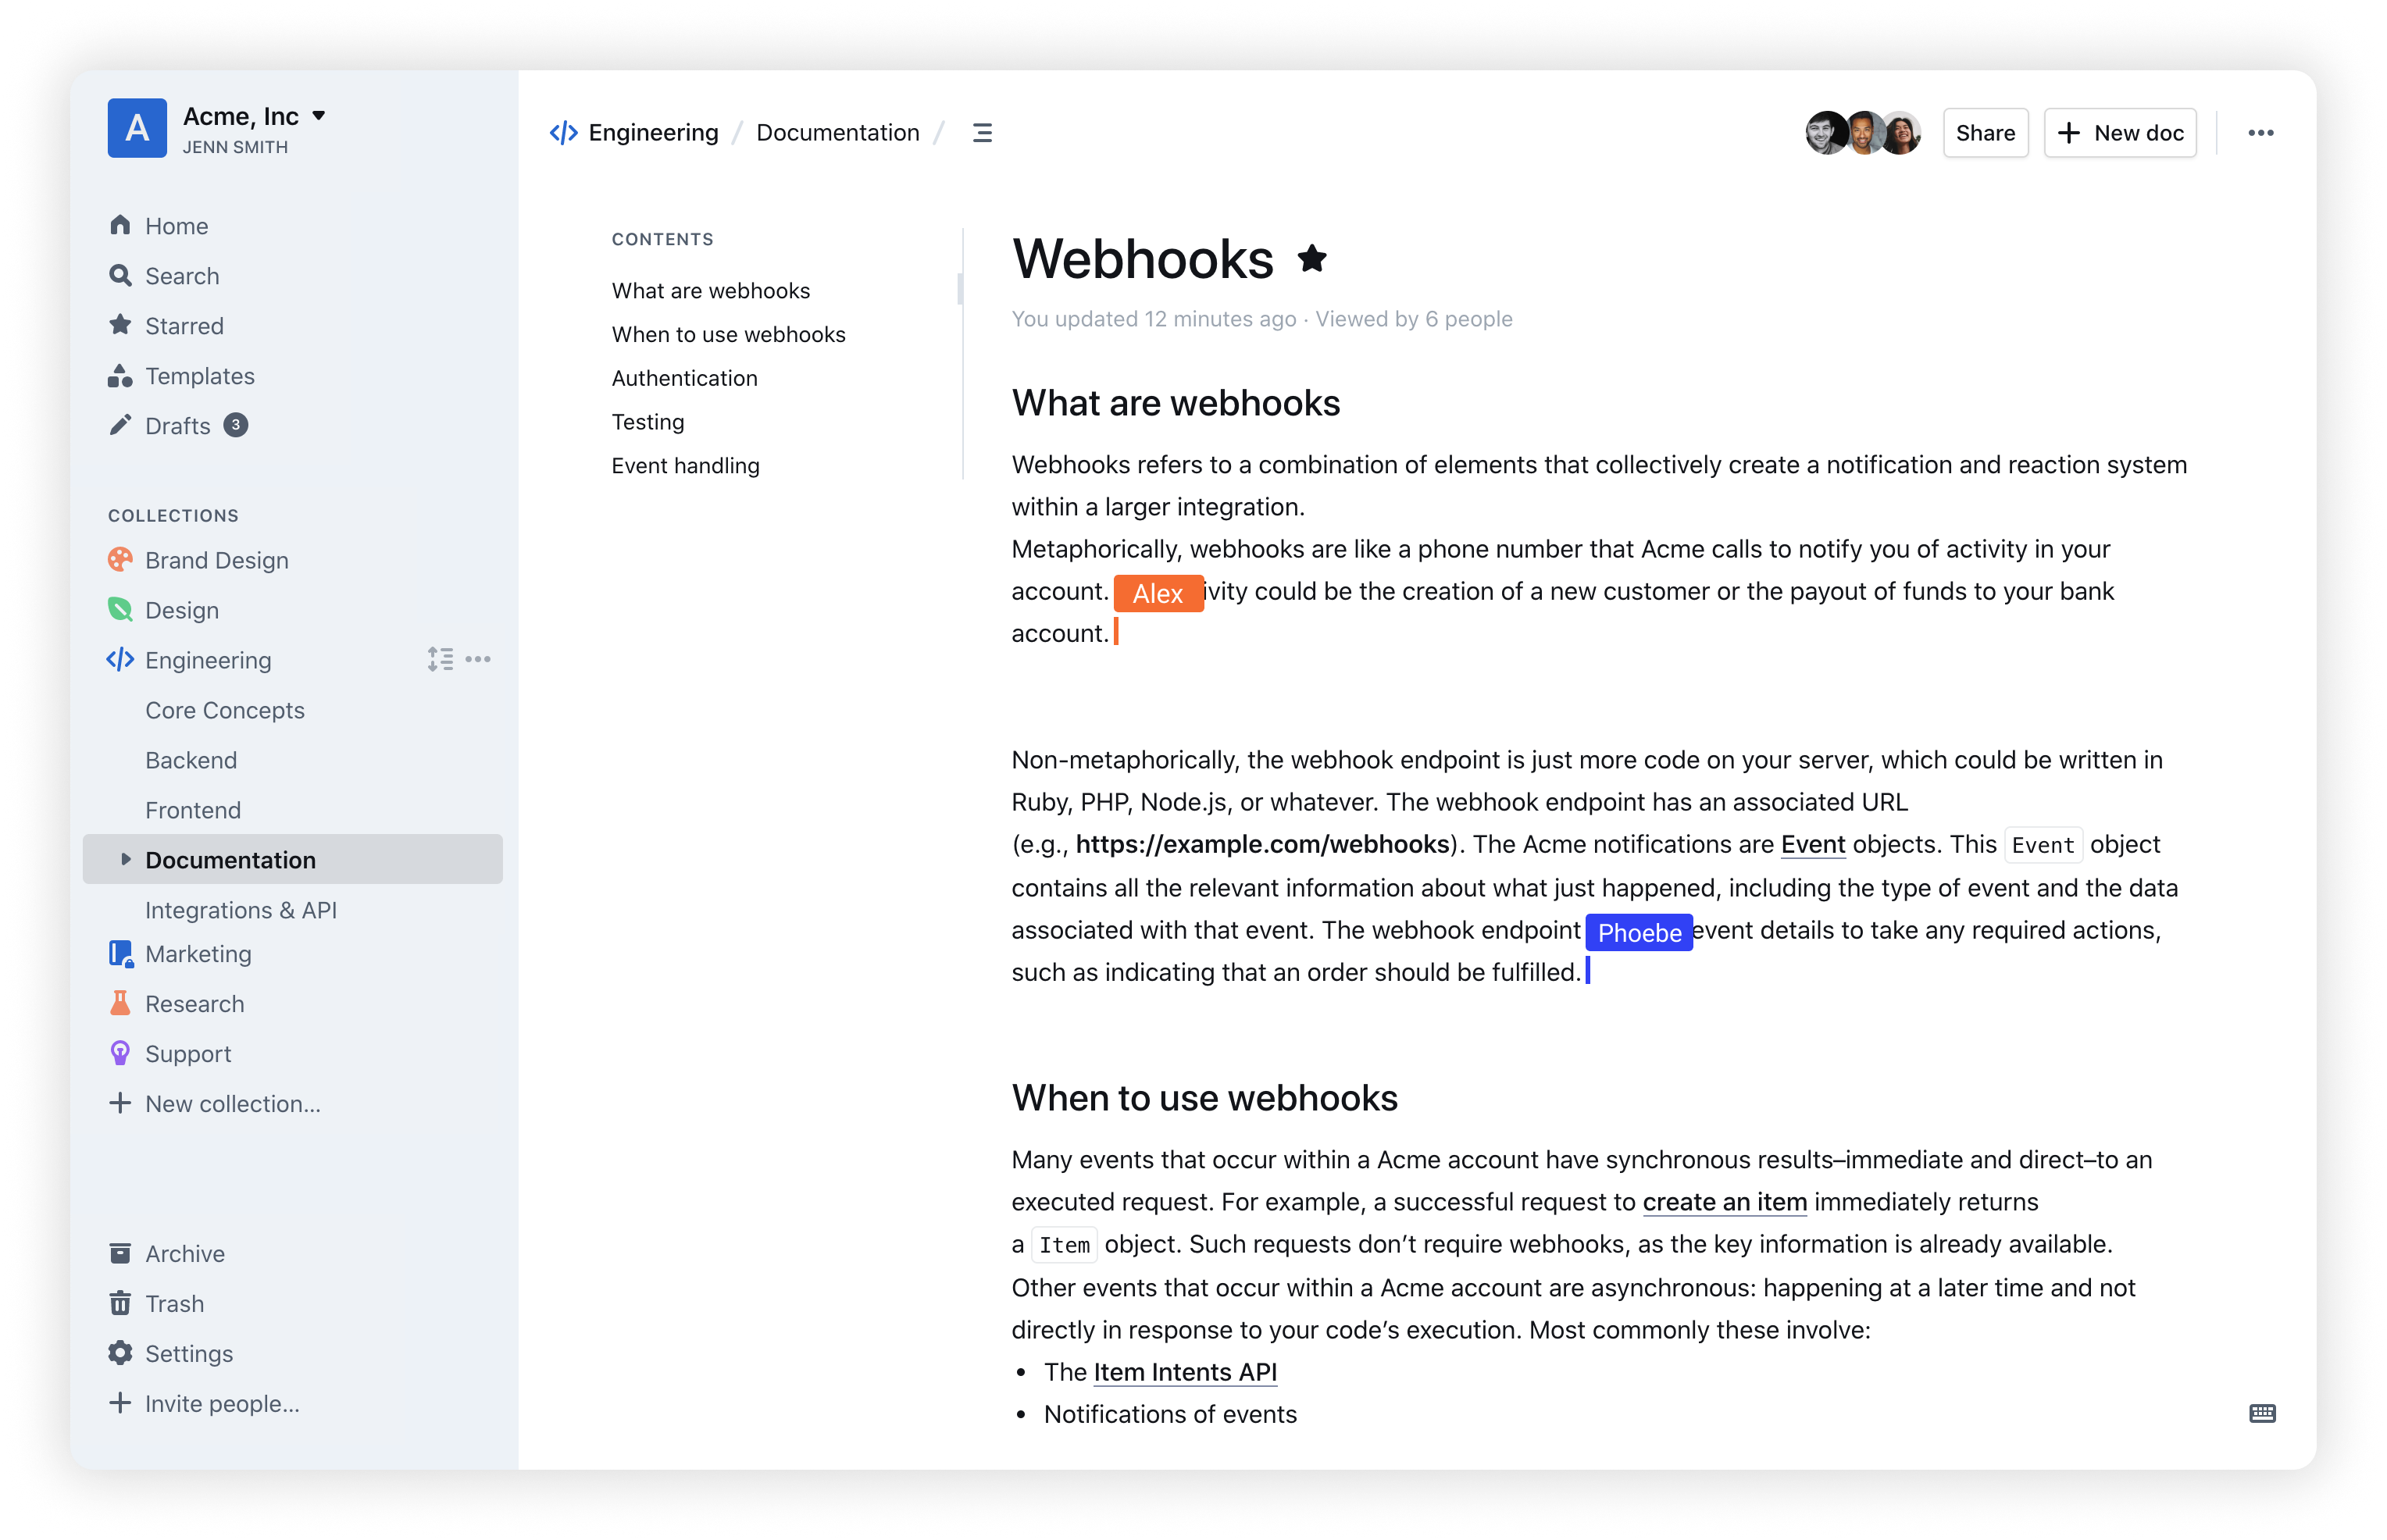 A
Acme, Inc
JENN SMITH
Home
Search
Starred
Templates
Drafts 3
COLLECTIONS
Brand Design
Design
Engineering
Core Concepts
Backend
Frontend
Documentation
Integrations & API
Marketing
Research
Support
New collection...
Archive
Trash
Settings
Invite people...
Engineering / Documentation /
Share
New doc
CONTENTS
What are webhooks
When to use webhooks
Authentication
Testing
Event handling
Webhooks
You updated 12 minutes ago · Viewed by 6 people
What are webhooks
Webhooks refers to a combination of elements that collectively create a notification and reaction system
within a larger integration.
Metaphorically, webhooks are like a phone number that Acme calls to notify you of activity in your
account. Alex ivity could be the creation of a new customer or the payout of funds to your bank
account.
Non-metaphorically, the webhook endpoint is just more code on your server, which could be written in
Ruby, PHP, Node.js, or whatever. The webhook endpoint has an associated URL
(e.g., https://example.com/webhooks). The Acme notifications are Event objects. This Event object
contains all the relevant information about what just happened, including the type of event and the data
associated with that event. The webhook endpoint Phoebe event details to take any required actions,
such as indicating that an order should be fulfilled.
When to use webhooks
Many events that occur within a Acme account have synchronous results–immediate and direct–to an
executed request. For example, a successful request to create an item immediately returns
a Item object. Such requests don’t require webhooks, as the key information is already available.
Other events that occur within a Acme account are asynchronous: happening at a later time and not
directly in response to your code’s execution. Most commonly these involve:
• The Item Intents API
• Notifications of events